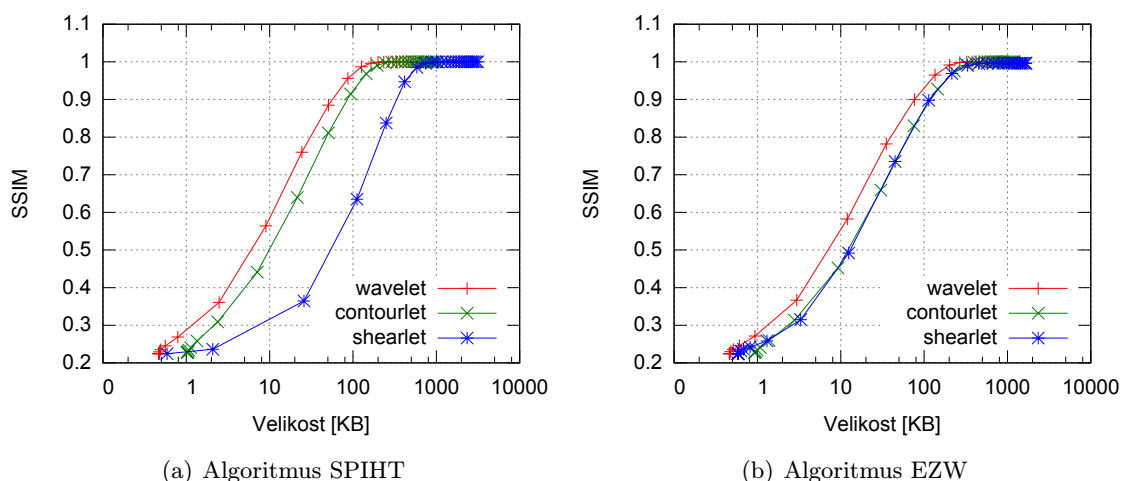 1.1
1
0.9
0.8
0.7
0.6
0.5
0.4
0.3
0.2
SSIM
wavelet
contourlet
shearlet
0 1 10 100 1000 10000
Velikost [KB]
(a) Algoritmus SPIHT
1.1
1
0.9
0.8
0.7
0.6
0.5
0.4
0.3
0.2
SSIM
wavelet
contourlet
shearlet
0 1 10 100 1000 10000
Velikost [KB]
(b) Algoritmus EZW